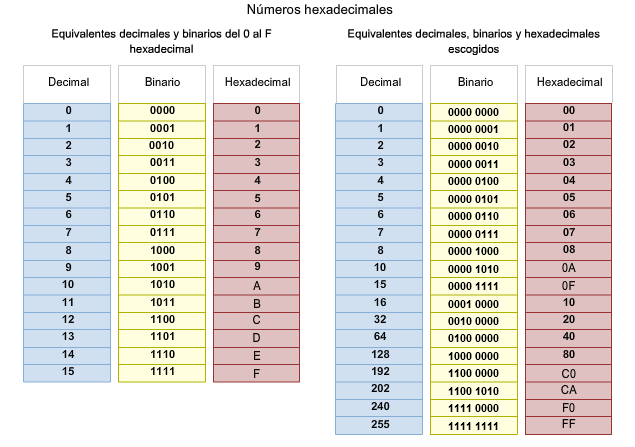 Números hexadecimales
Equivalentes decimales y binarios del 0 al F
hexadecimal
Decimal Binario Hexadecimal
0 0000 0
1 0001 1
2 0010 2
3 0011 3
4 0100 4
5 0101 5
6 0110 6
7 0111 7
8 1000 8
9 1001 9
10 1010 A
11 1011 B
12 1100 C
13 1101 D
14 1110 E
15 1111 F
Equivalentes decimales, binarios y hexadecimales
escogidos
Decimal Binario Hexadecimal
0 0000 0000 00
1 0000 0001 01
2 0000 0010 02
3 0000 0011 03
4 0000 0100 04
5 0000 0101 05
6 0000 0110 06
7 0000 0111 07
8 0000 1000 08
10 0000 1010 0A
15 0000 1111 0F
16 0001 0000 10
32 0010 0000 20
64 0100 0000 40
128 1000 0000 80
192 1100 0000 C0
202 1100 1010 CA
240 1111 0000 F0
255 1111 1111 FF